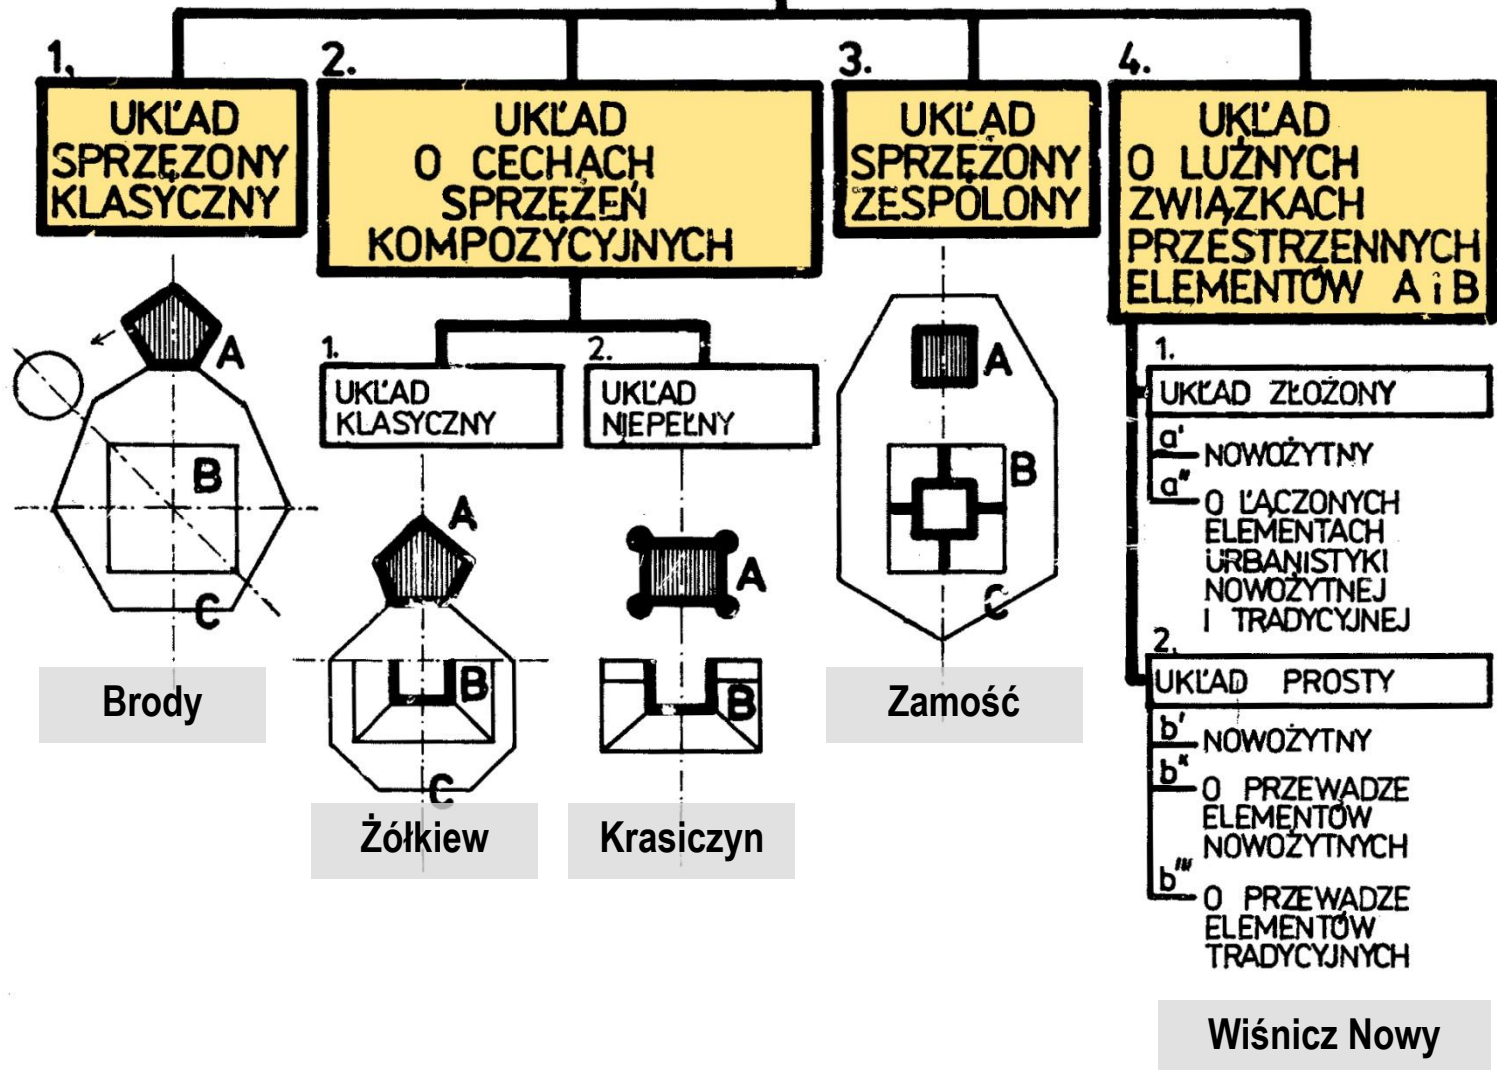 1.
UKŁAD
SPRZĘZONY
KLASYCZNY
A
B
C
Brody
2.
UKŁAD
O CECHACH
SPRZĘŻEŃ
KOMPOZYCYJNYCH
1.
UKŁAD
KLASYCZNY
A
B
C
Żółkiew
2.
UKŁAD
NIEPEŁNY
A
B
Krasiczyn
3.
UKŁAD
SPRZĘŻONY
ZESPOLONY
A
B
C
Zamość
4.
UKŁAD
O LUŹNYCH
ZWIĄZKACH
PRZESTRZENNYCH
ELEMENTÓW A i B
1.
UKŁAD ZŁOŻONY
a' NOWOŻYTNY
a" O ŁĄCZONYCH
ELEMENTACH
URBANISTYKI
NOWOŻYTNEJ
I TRADYCYJNEJ
2.
UKŁAD PROSTY
b' NOWOŻYTNY
b" O PRZEWADZE
ELEMENTÓW
NOWOŻYTNYCH
b''' O PRZEWADZE
ELEMENTÓW
TRADYCYJNYCH
Wiśnicz Nowy